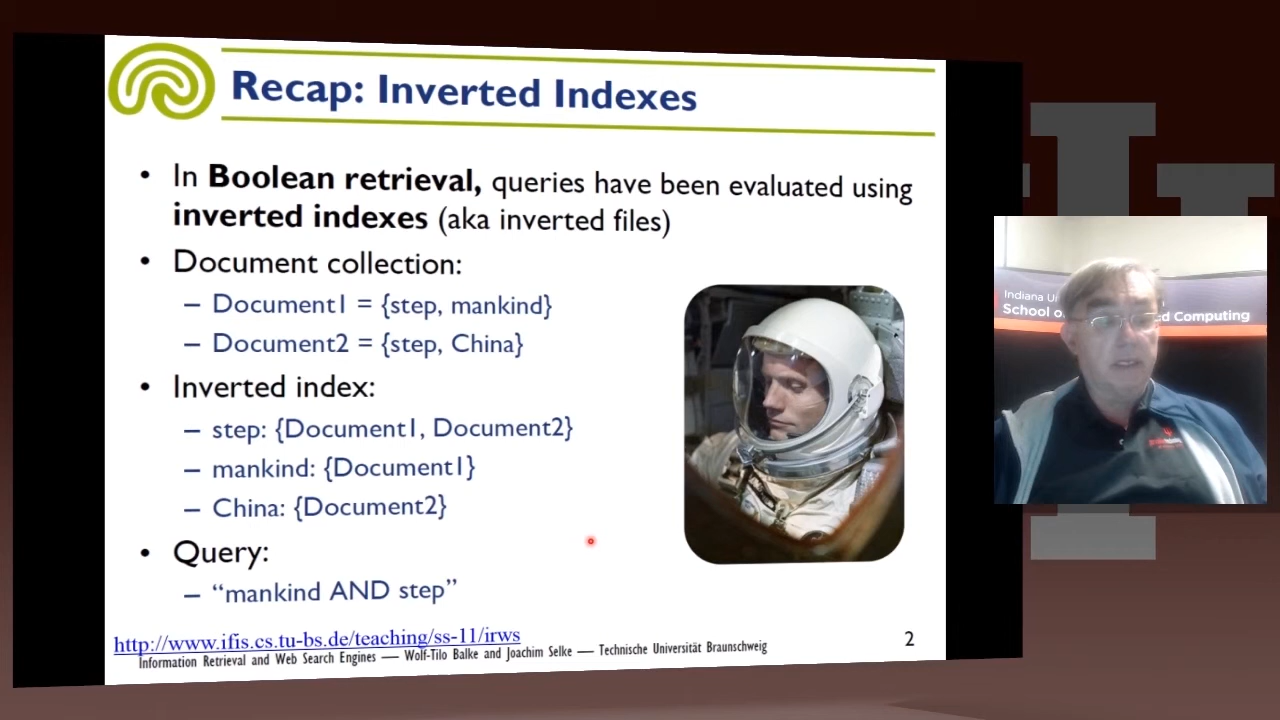 Recap: Inverted Indexes
• In Boolean retrieval, queries have been evaluated using
inverted indexes (aka inverted files)
• Document collection:
– Document1 = {step, mankind}
– Document2 = {step, China}
• Inverted index:
– step: {Document1, Document2}
– mankind: {Document1}
– China: {Document2}
• Query:
– “mankind AND step”
http://www.ifis.cs.tu-bs.de/teaching/ss-11/irws
Information Retrieval and Web Search Engines — Wolf-Tilo Balke and Joachim Selke — Technische Universität Braunschweig
2
Indiana
School Computing